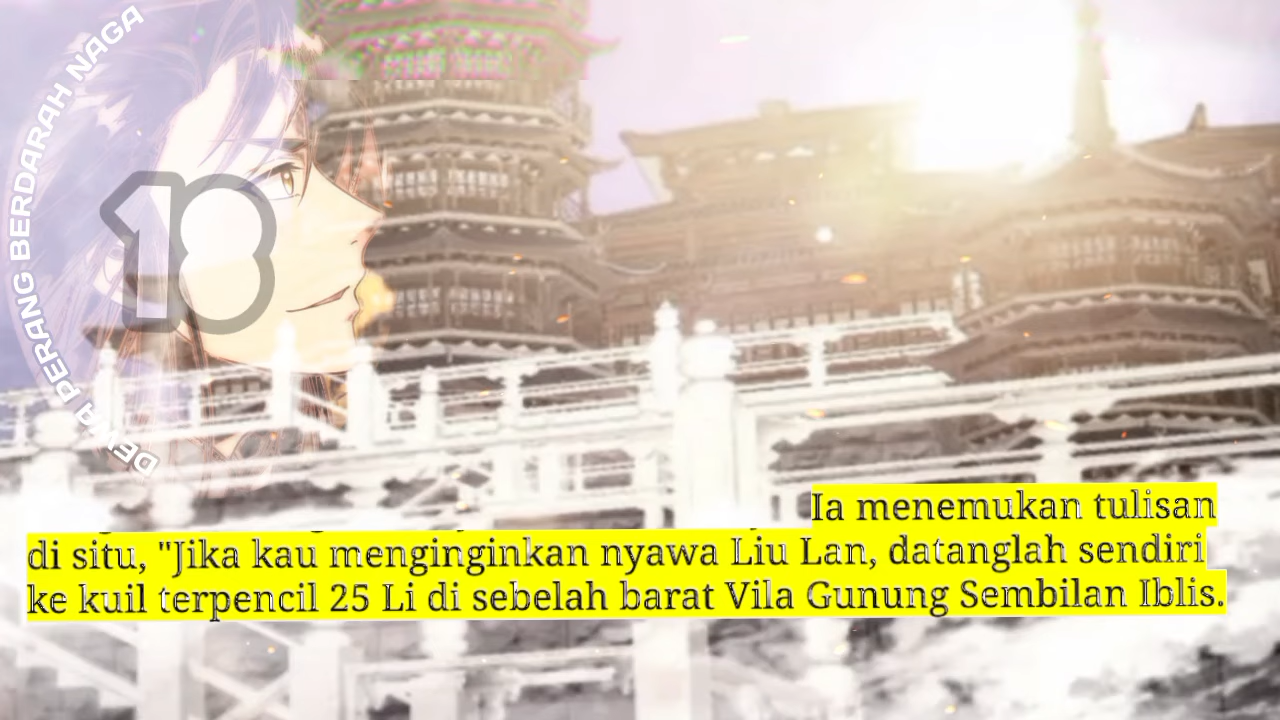 DEWA PERANG BERDARAH NAGA
18
Ia menemukan tulisan
di situ, "Jika kau menginginkan nyawa Liu Lan, datanglah sendiri
ke kuil terpencil 25 Li di sebelah barat Vila Gunung Sembilan Iblis.